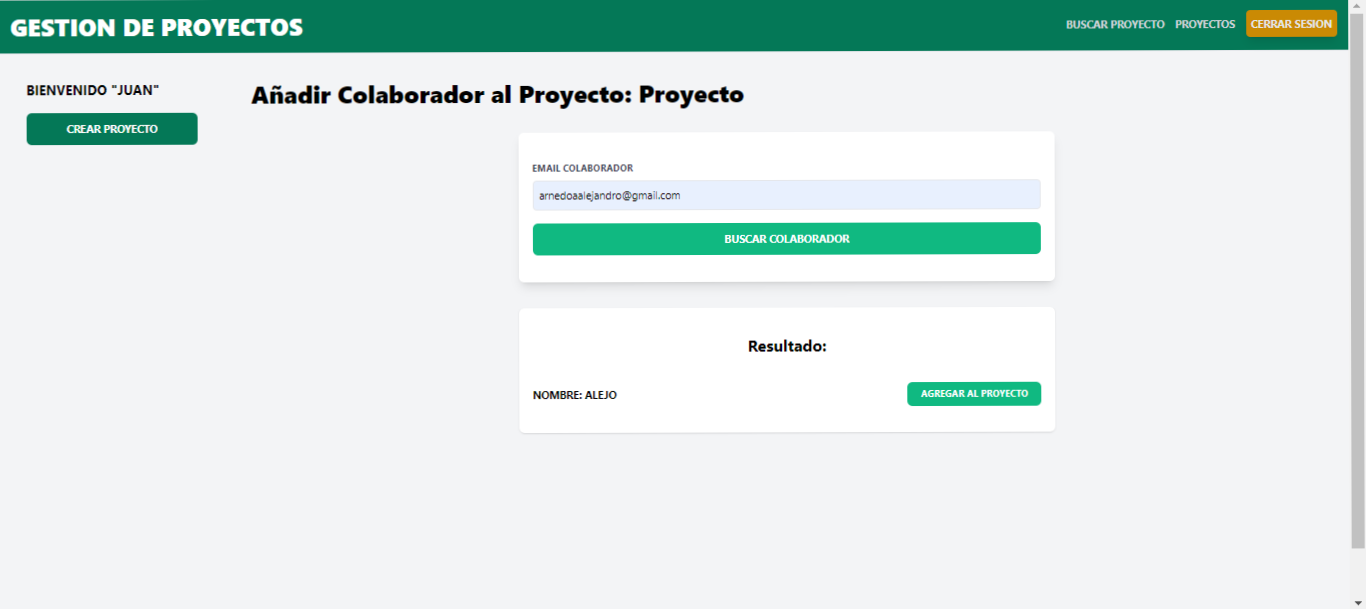 GESTION DE PROYECTOS
BUSCAR PROYECTO PROYECTOS CERRAR SESION
BIENVENIDO "JUAN"
CREAR PROYECTO
Añadir Colaborador al Proyecto: Proyecto
EMAIL COLABORADOR
arnedoaalejandro@gmail.com
BUSCAR COLABORADOR
Resultado:
NOMBRE: ALEJO
AGREGAR AL PROYECTO